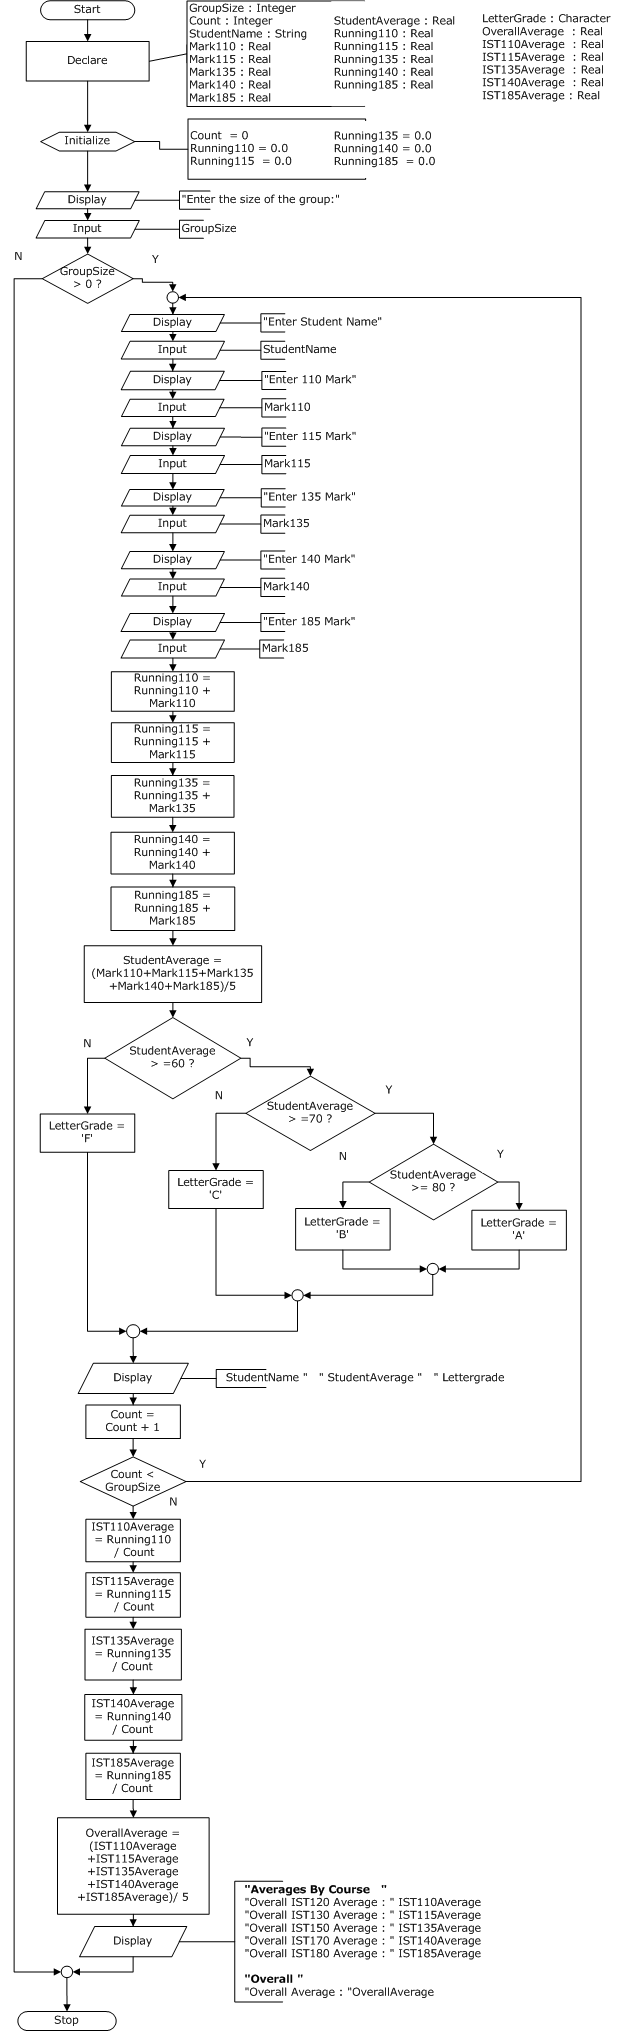 Start
Declare
GroupSize : Integer
Count : Integer
StudentName : String
Mark110 : Real
Mark115 : Real
Mark135 : Real
Mark140 : Real
Mark185 : Real
StudentAverage : Real
Running110 : Real
Running115 : Real
Running135 : Real
Running140 : Real
Running185 : Real
LetterGrade : Character
OverallAverage : Real
IST110Average : Real
IST115Average : Real
IST135Average : Real
IST140Average : Real
IST185Average : Real
Initialize
Count = 0
Running110 = 0.0
Running115 = 0.0
Running135 = 0.0
Running140 = 0.0
Running185 = 0.0
Display
"Enter the size of the group:"
Input
GroupSize
N
Y
GroupSize
> 0 ?
Display
"Enter Student Name"
Input
StudentName
Display
"Enter 110 Mark"
Input
Mark110
Display
"Enter 115 Mark"
Input
Mark115
Display
"Enter 135 Mark"
Input
Mark135
Display
"Enter 140 Mark"
Input
Mark140
Display
"Enter 185 Mark"
Input
Mark185
Running110 =
Running110 +
Mark110
Running115 =
Running115 +
Mark115
Running135 =
Running135 +
Mark135
Running140 =
Running140 +
Mark140
Running185 =
Running185 +
Mark185
StudentAverage =
(Mark110+Mark115+Mark135
+Mark140+Mark185)/5
N
Y
StudentAverage
> =60 ?
N
Y
StudentAverage
> =70 ?
LetterGrade =
'F'
N
Y
StudentAverage
>= 80 ?
LetterGrade =
'C'
LetterGrade =
'B'
LetterGrade =
'A'
Display
StudentName " " StudentAverage " " Lettergrade
Count =
Count + 1
Y
Count <
GroupSize
N
IST110Average
= Running110
/ Count
IST115Average
= Running115
/ Count
IST135Average
= Running135
/ Count
IST140Average
= Running140
/ Count
IST185Average
= Running185
/ Count
OverallAverage =
(IST110Average
+IST115Average
+IST135Average
+IST140Average
+IST185Average)/ 5
Display
"Averages By Course "
"Overall IST120 Average : " IST110Average
"Overall IST130 Average : " IST115Average
"Overall IST150 Average : " IST135Average
"Overall IST170 Average : " IST140Average
"Overall IST180 Average : " IST185Average
"Overall "
"Overall Average : "OverallAverage
Stop